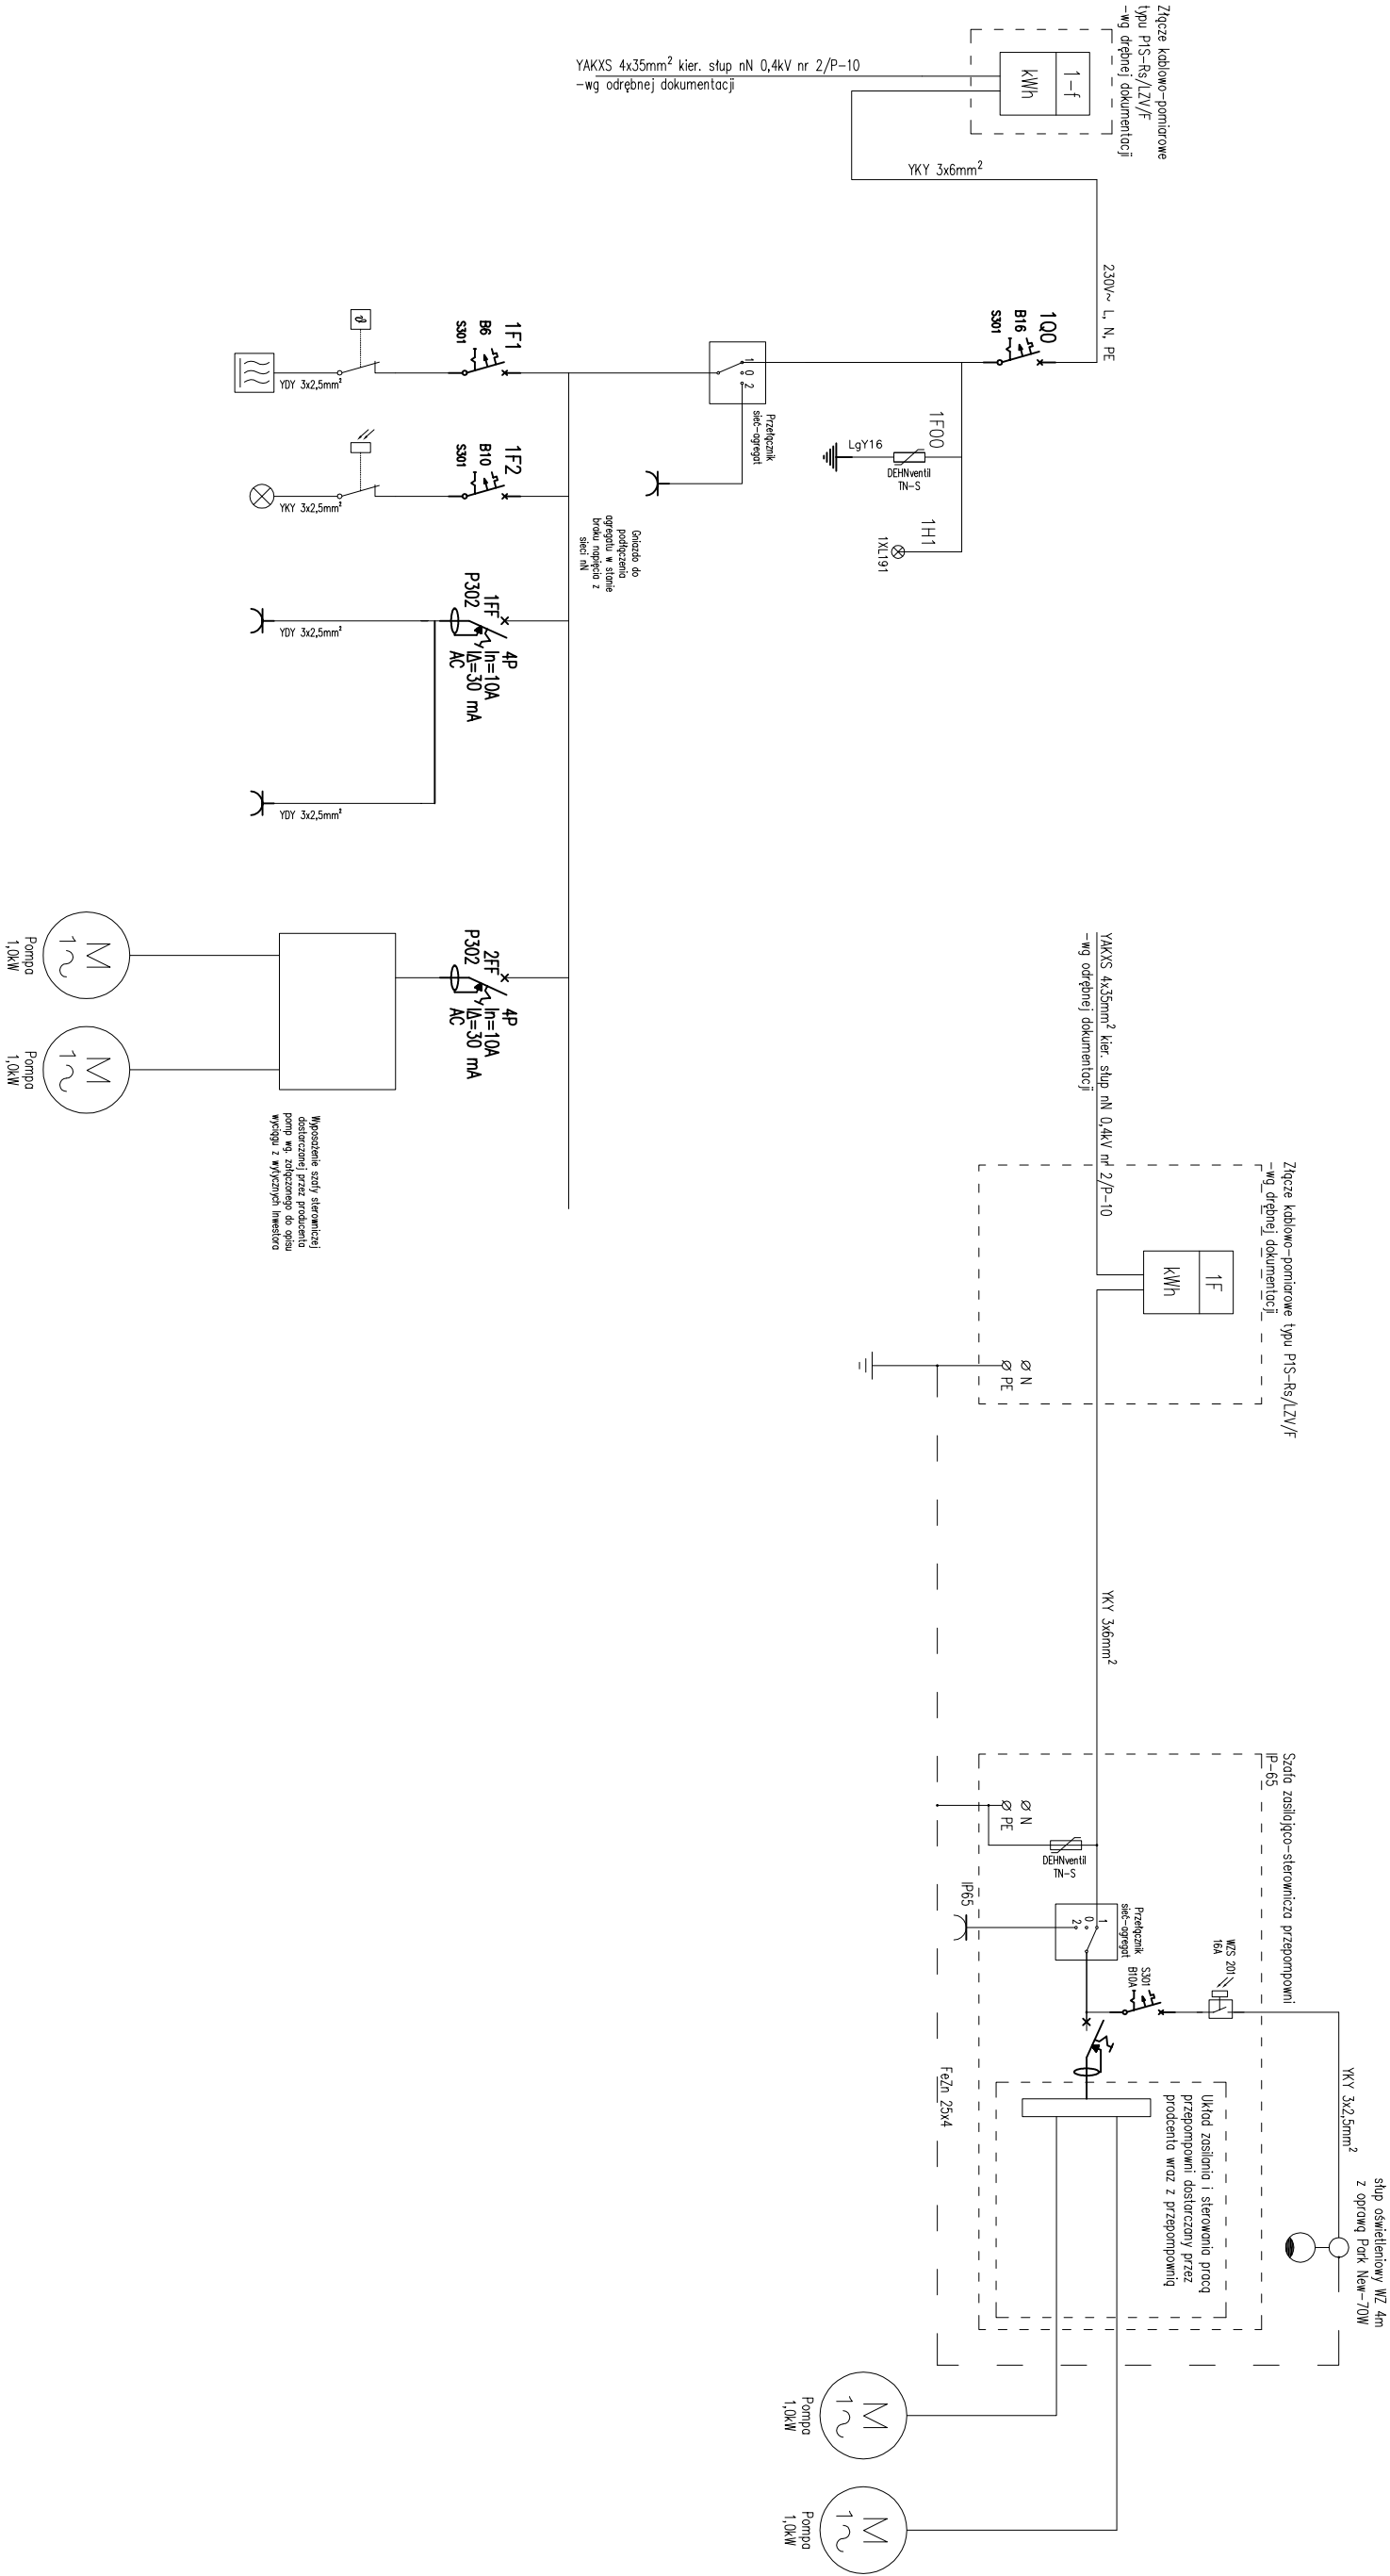 Złącze kablowo-pomiarowe
typu P1S-Rs/LZV/F
-wg drębnej dokumentacji
1-f
kWh
YAKXS 4x35mm² kier. słup nN 0,4kV nr 2/P-10
-wg odrębnej dokumentacji
YKY 3x6mm²
230V~ L, N, PE
1Q0
B16
S301
1F00
DEHNventil
TN-S
LgY16
1H1
1XL191
1
0
2
Przełącznik
sieć-agregat
Gniazdo do
podłączenia
agregatu w stanie
braku napięcia z
sieci nN
1F1
B6
S301
ϑ
YDY 3x2,5mm²
1F2
B10
S301
YKY 3x2,5mm²
1FF
P302
4P
In=10A
IΔ=30 mA
AC
YDY 3x2,5mm²
YDY 3x2,5mm²
2FF
P302
4P
In=10A
IΔ=30 mA
AC
Wyposażenie szafy sterowniczej
dostarczonej przez producenta
pomp wg. załączonego do opisu
wyciągu z wytycznych Inwestora
M
1~
Pompa
1,0kW
M
1~
Pompa
1,0kW
YAKXS 4x35mm² kier. słup nN 0,4kV nr 2/P-10
-wg odrębnej dokumentacji
Złącze kablowo-pomiarowe typu P1S-Rs/LZV/F
-wg drębnej dokumentacji
1F
kWh
N
PE
YKY 3x6mm²
Szafa zasilająco-sterownicza przepompowni
IP-65
N
PE
DEHNventil
TN-S
Przełącznik
sieć-agregat
1
0
2
IP65
S301
B10A
WZS 201
16A
YKY 3x2,5mm²
słup oświetleniowy WZ 4m
z oprawą Park New-70W
Układ zasilania i sterowania pracą
przepompowni dostarczany przez
prodcenta wraz z przepompownią
FeZn 25x4
M
1~
Pompa
1,0kW
M
1~
Pompa
1,0kW